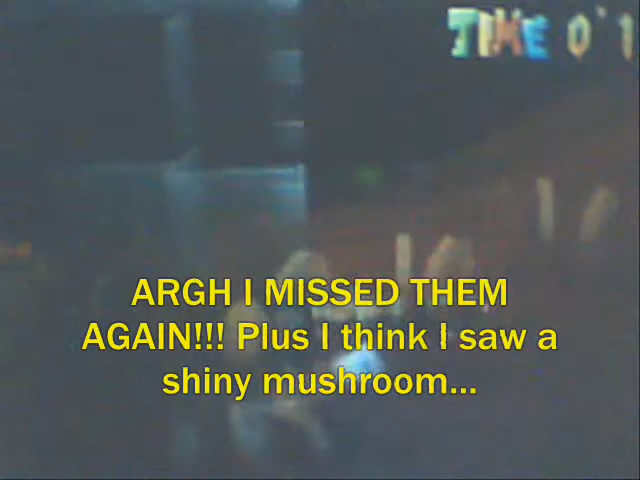 TIME 0'1
ARGH I MISSED THEM
AGAIN!!! Plus I think I saw a
shiny mushroom...